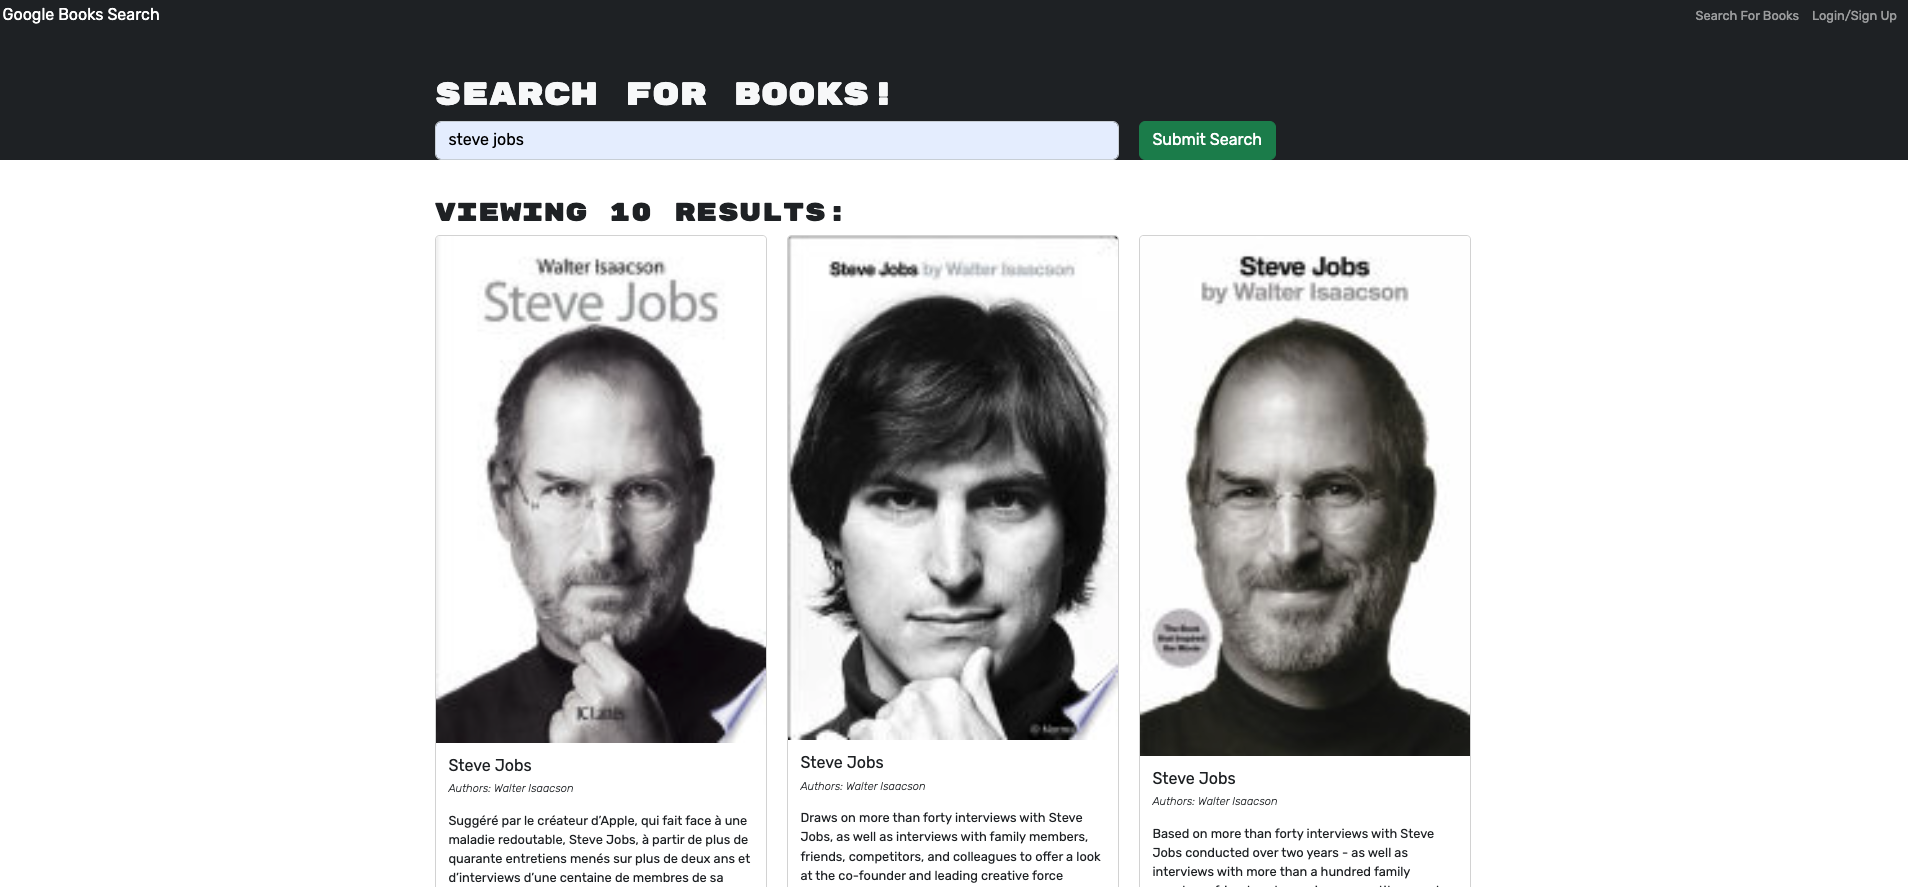 Google Books Search
Search For Books
Login/Sign Up
SEARCH FOR BOOKS!
steve jobs
Submit Search
VIEWING 10 RESULTS:
Walter Isaacson
Steve Jobs
Steve Jobs
Authors: Walter Isaacson
Suggéré par le créateur d’Apple, qui fait face à une
maladie redoutable, Steve Jobs, à partir de plus de
quarante entretiens menés sur plus de deux ans et
d’interviews d’une centaine de membres de sa
Steve Jobs by Walter Isaacson
Steve Jobs
Authors: Walter Isaacson
Draws on more than forty interviews with Steve
Jobs, as well as interviews with family members,
friends, competitors, and colleagues to offer a look
at the co-founder and leading creative force
Steve Jobs
by Walter Isaacson
The Book
that Inspired
the Movie
Steve Jobs
Authors: Walter Isaacson
Based on more than forty interviews with Steve
Jobs conducted over two years - as well as
interviews with more than a hundred family